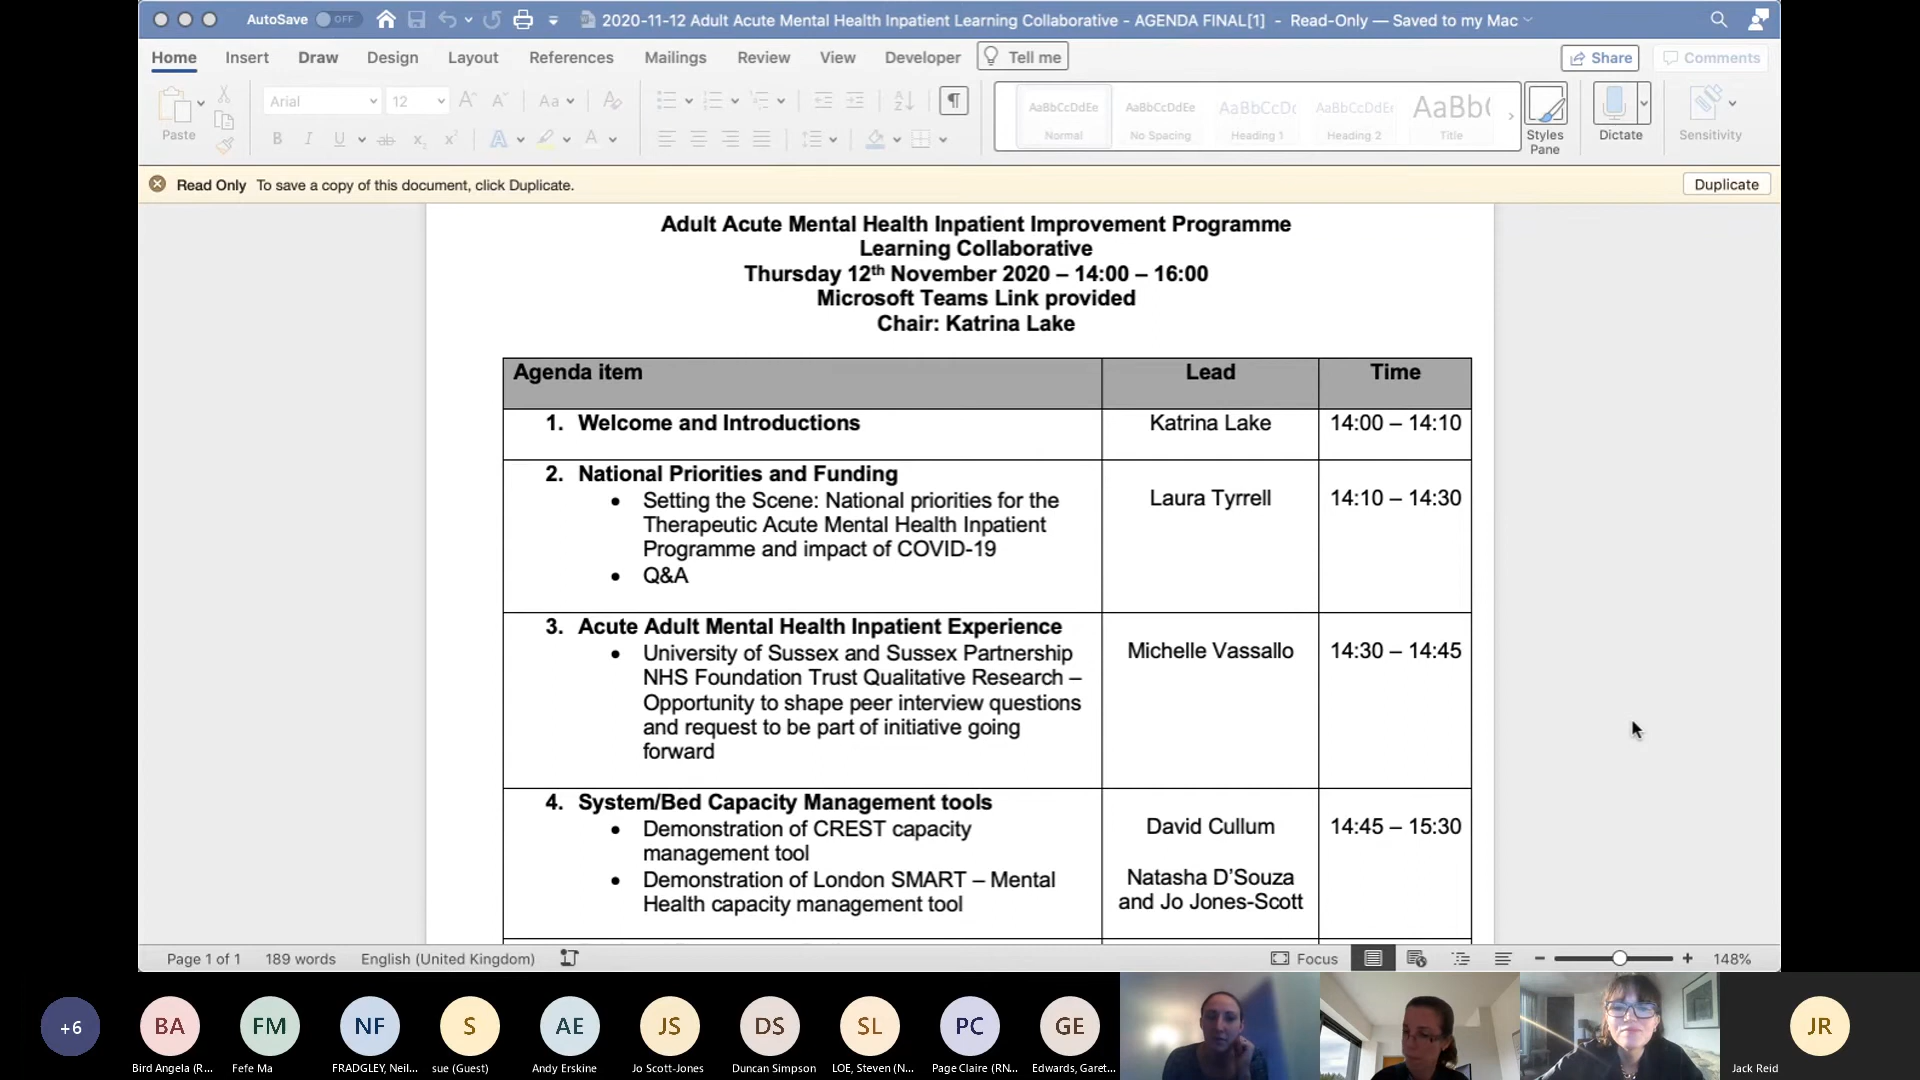 AutoSave OFF 2020-11-12 Adult Acute Mental Health Inpatient Learning Collaborative - AGENDA FINAL[1] - Read-Only — Saved to my Mac
Home Insert Draw Design Layout References Mailings Review View Developer Tell me Share Comments
Paste Arial 12 Aa
B I U ab x₂ x² A A
AaBbCcDdEe AaBbCcDdEe AaBbCcDc AaBbCcDdEe AaBb(
Normal No Spacing Heading 1 Heading 2 Title
Styles Pane Dictate Sensitivity
Read Only To save a copy of this document, click Duplicate. Duplicate
Adult Acute Mental Health Inpatient Improvement Programme
Learning Collaborative
Thursday 12th November 2020 – 14:00 – 16:00
Microsoft Teams Link provided
Chair: Katrina Lake
Agenda item Lead Time
1. Welcome and Introductions Katrina Lake 14:00 – 14:10
2. National Priorities and Funding
• Setting the Scene: National priorities for the Laura Tyrrell 14:10 – 14:30
Therapeutic Acute Mental Health Inpatient
Programme and impact of COVID-19
• Q&A
3. Acute Adult Mental Health Inpatient Experience
• University of Sussex and Sussex Partnership Michelle Vassallo 14:30 – 14:45
NHS Foundation Trust Qualitative Research –
Opportunity to shape peer interview questions
and request to be part of initiative going
forward
4. System/Bed Capacity Management tools
• Demonstration of CREST capacity David Cullum 14:45 – 15:30
management tool
• Demonstration of London SMART – Mental Natasha D'Souza
Health capacity management tool and Jo Jones-Scott
Page 1 of 1 189 words English (United Kingdom) Focus 148%
+6 BA FM NF S AE JS DS SL PC GE JR
Bird Angela (R... Fefe Ma FRADGLEY, Neil... sue (Guest) Andy Erskine Jo Scott-Jones Duncan Simpson LOE, Steven (N... Page Claire (RN... Edwards, Garet... Jack Reid